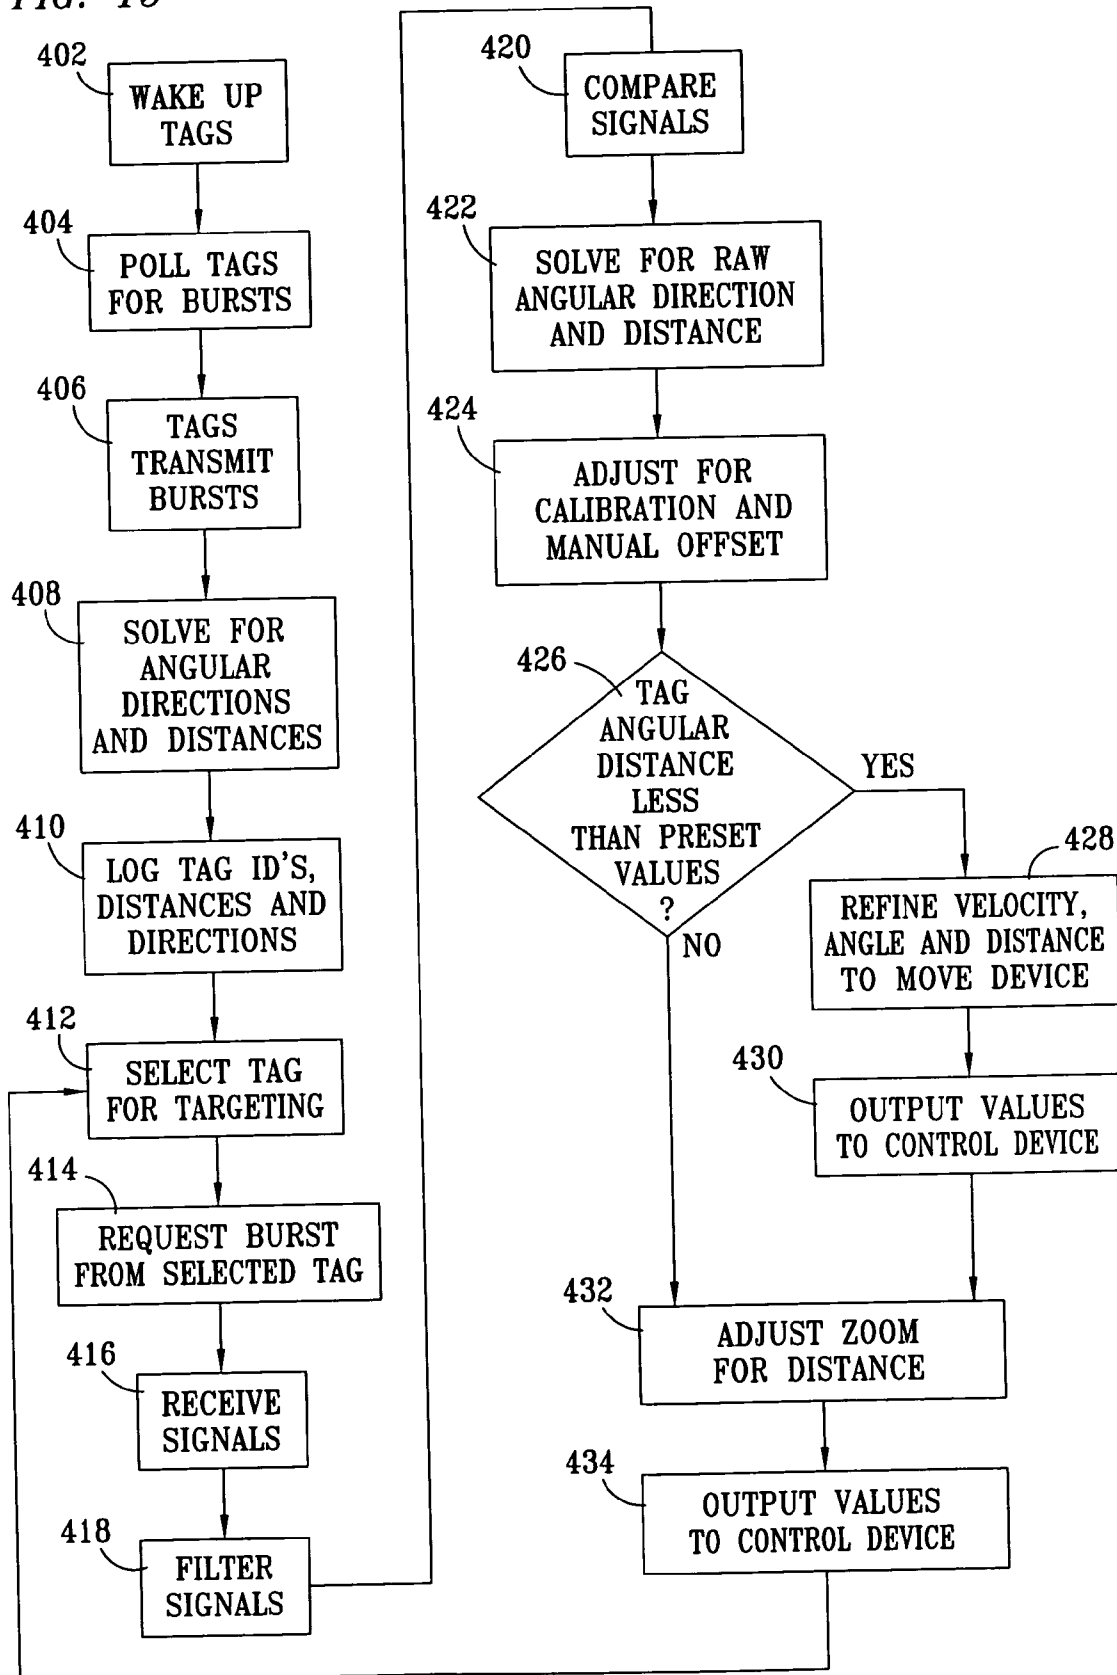 402
WAKE UP
TAGS
404
POLL TAGS
FOR BURSTS
406
TAGS
TRANSMIT
BURSTS
408
SOLVE FOR
ANGULAR
DIRECTIONS
AND DISTANCES
410
LOG TAG ID'S,
DISTANCES AND
DIRECTIONS
412
SELECT TAG
FOR TARGETING
414
REQUEST BURST
FROM SELECTED TAG
416
RECEIVE
SIGNALS
418
FILTER
SIGNALS
420
COMPARE
SIGNALS
422
SOLVE FOR RAW
ANGULAR DIRECTION
AND DISTANCE
424
ADJUST FOR
CALIBRATION AND
MANUAL OFFSET
426
TAG
ANGULAR
DISTANCE
LESS
THAN PRESET
VALUES
?
YES
NO
428
REFINE VELOCITY,
ANGLE AND DISTANCE
TO MOVE DEVICE
430
OUTPUT VALUES
TO CONTROL DEVICE
432
ADJUST ZOOM
FOR DISTANCE
434
OUTPUT VALUES
TO CONTROL DEVICE